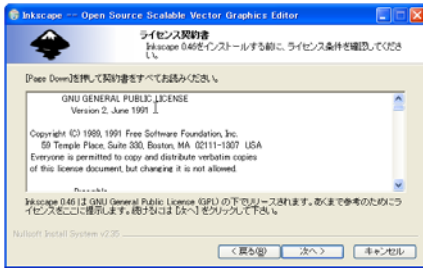 Inkscape -- Open Source Scalable Vector Graphics Editor
ライセンス契約書
Inkscape 0.46をインストールする前に、ライセンス条件を確認してくださ
い。
[Page Down]を押して契約書をすべてお読みください。
GNU GENERAL PUBLIC LICENSE
Version 2, June 1991
Copyright (C) 1989, 1991 Free Software Foundation, Inc.
59 Temple Place, Suite 330, Boston, MA 02111-1307 USA
Everyone is permitted to copy and distribute verbatim copies
of this license document, but changing it is not allowed.
Preamble
Inkscape 0.46 は GNU General Public License (GPL) の下でリリースされます。あくまで参考のためにラ
イセンスをここに提示します。続けるには [次へ] をクリックして下さい。
Nullsoft Install System v2.35
< 戻る(B)
次へ >
キャンセル